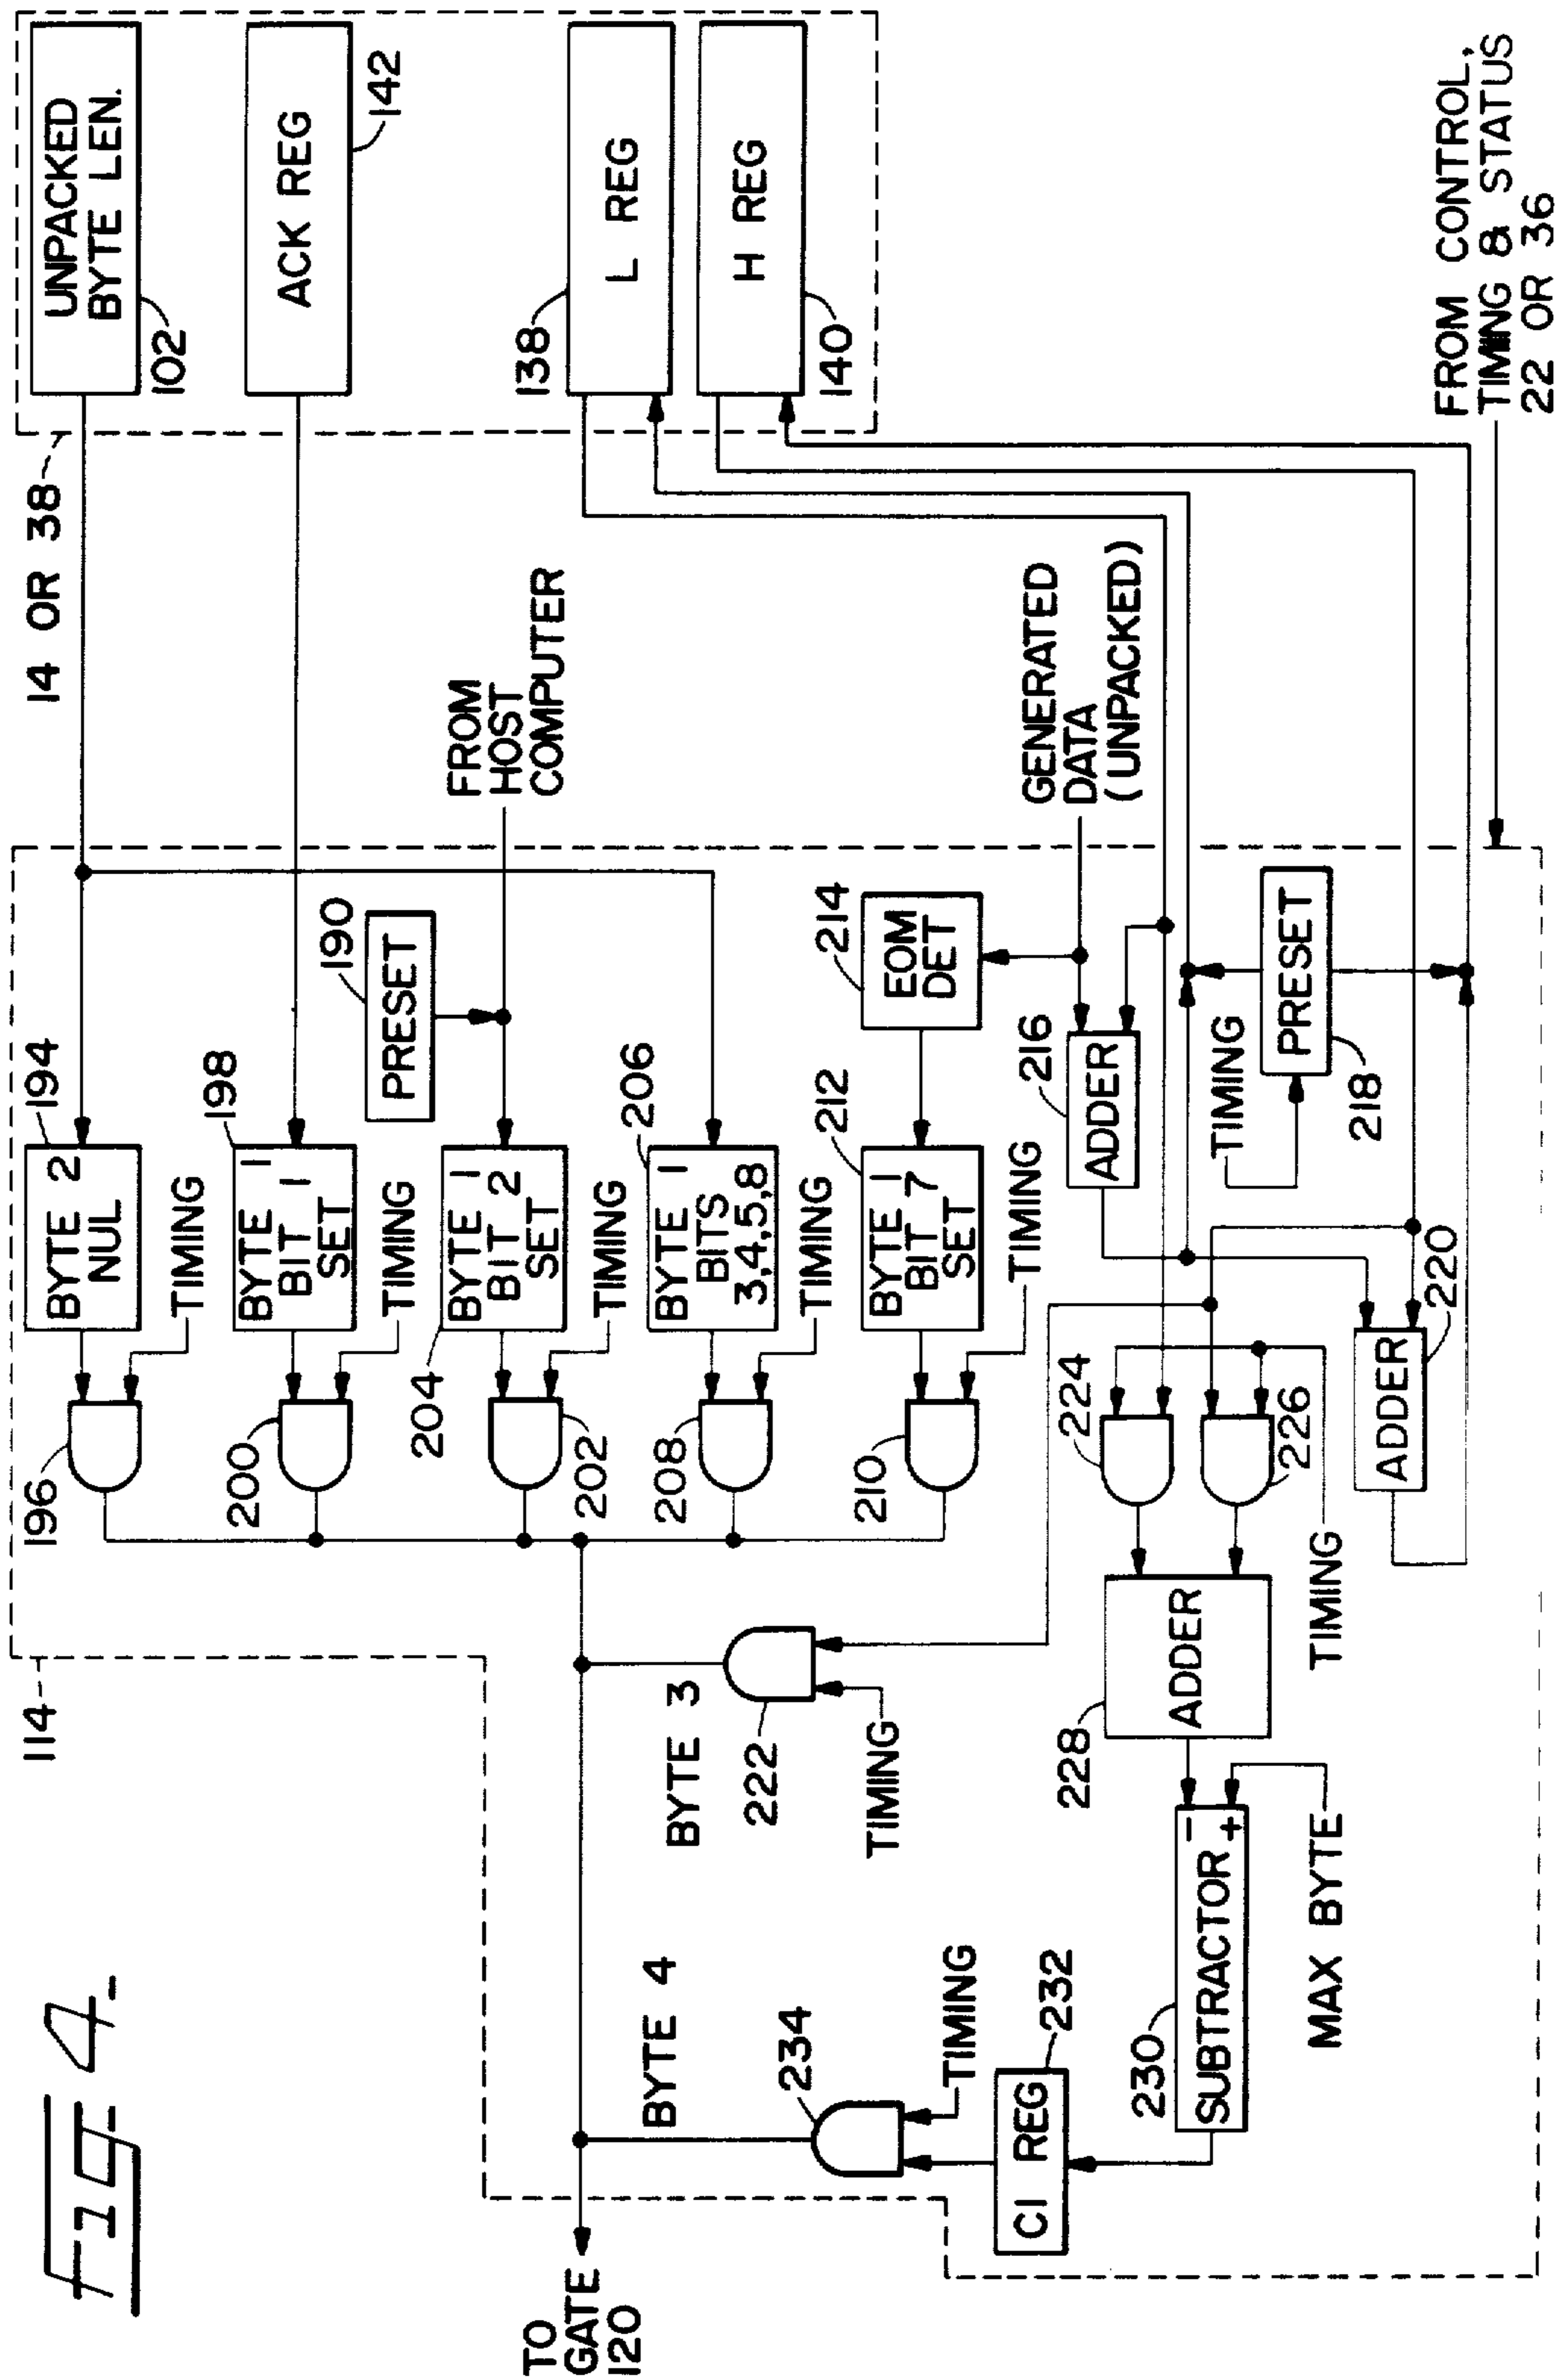 FIG. 4.
114
14 OR 38
UNPACKED
BYTE LEN.
102
ACK REG
142
L REG
138
H REG
140
FROM CONTROL,
TIMING & STATUS
22 OR 36
BYTE 2
NUL
194
TIMING
196
BYTE 1
BIT 1
SET
198
TIMING
200
PRESET
190
FROM
HOST
COMPUTER
BYTE 1
BIT 2
SET
204
TIMING
202
BYTE 1
BITS
3,4,5,8
206
TIMING
208
EOM
DET
214
BYTE 1
BIT 7
SET
212
TIMING
210
GENERATED
DATA
(UNPACKED)
ADDER
216
TIMING
PRESET
218
ADDER
220
224
226
TIMING
ADDER
228
BYTE 3
222
TIMING
SUBTRACTOR
-
+
230
MAX BYTE
CI REG
232
TIMING
234
BYTE 4
TO
GATE
120